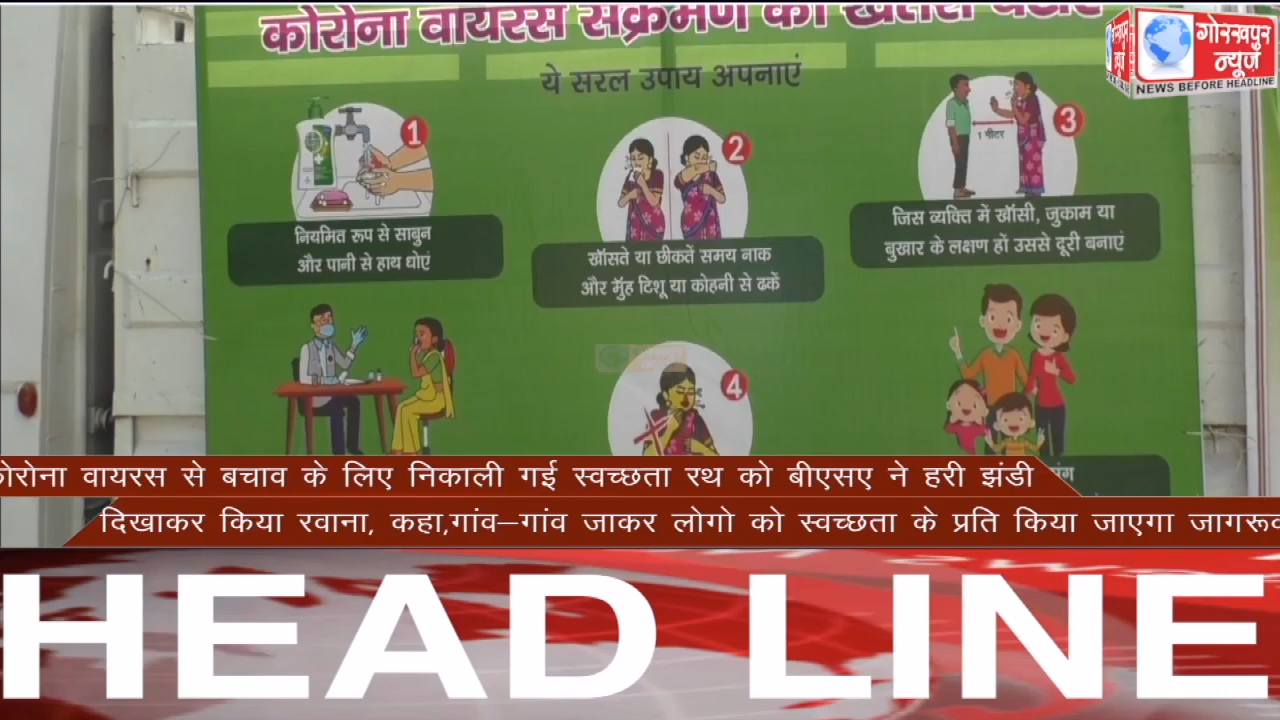 कोरोना वायरस संक्रमण का खतरा घटाएं
ये सरल उपाय अपनाएं
गोरखपुर
न्यूज़
NEWS BEFORE HEADLINE
1
2
3
1 मीटर
नियमित रूप से साबुन
और पानी से हाथ धोएं
खाँसते या छीकतें समय नाक
और मुँह टिशू या कोहनी से ढकें
जिस व्यक्ति में खाँसी, जुकाम या
बुखार के लक्षण हों उससे दूरी बनाएं
4
कोरोना वायरस से बचाव के लिए निकाली गई स्वच्छता रथ को बीएसए ने हरी झंडी
दिखाकर किया रवाना, कहा,गांव–गांव जाकर लोगो को स्वच्छता के प्रति किया जाएगा
HEAD LINE